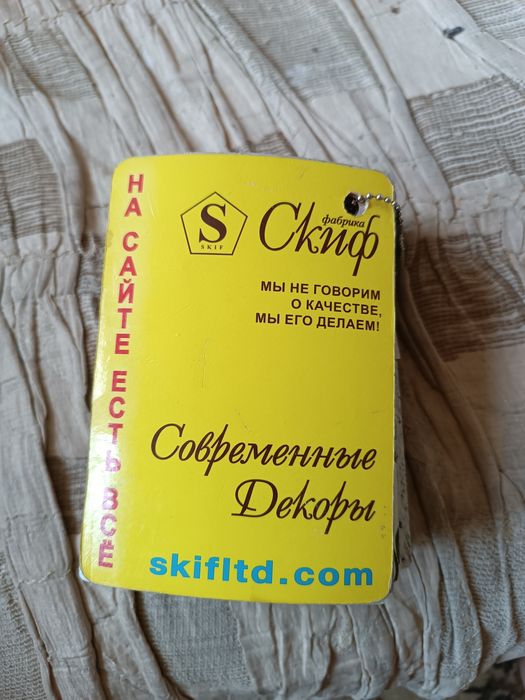 НА САЙТЕ ЕСТЬ ВСЁ
S
SKIF
фабрика
Скиф
МЫ НЕ ГОВОРИМ
О КАЧЕСТВЕ,
МЫ ЕГО ДЕЛАЕМ!
Современные
Декоры
skifltd.com